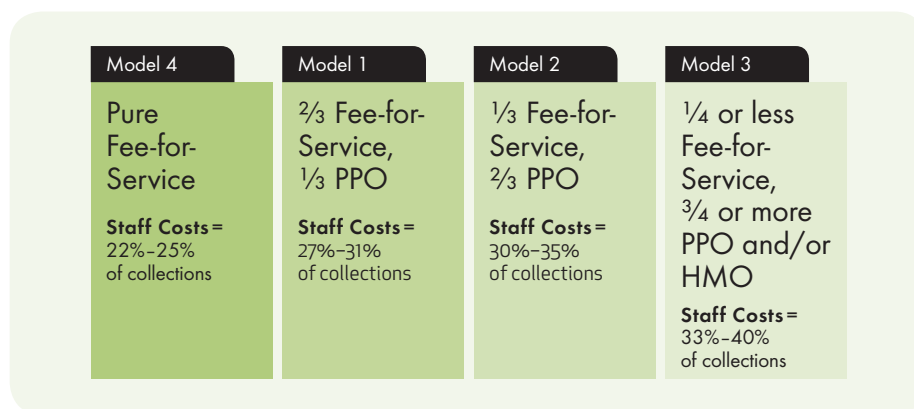 Model 4
Pure
Fee-for-
Service
Staff Costs=
22%–25%
of collections
Model 1
⅔ Fee-for-
Service,
⅓ PPO
Staff Costs=
27%–31%
of collections
Model 2
⅓ Fee-for-
Service,
⅔ PPO
Staff Costs=
30%–35%
of collections
Model 3
¼ or less
Fee-for-
Service,
¾ or more
PPO and/or
HMO
Staff Costs=
33%–40%
of collections